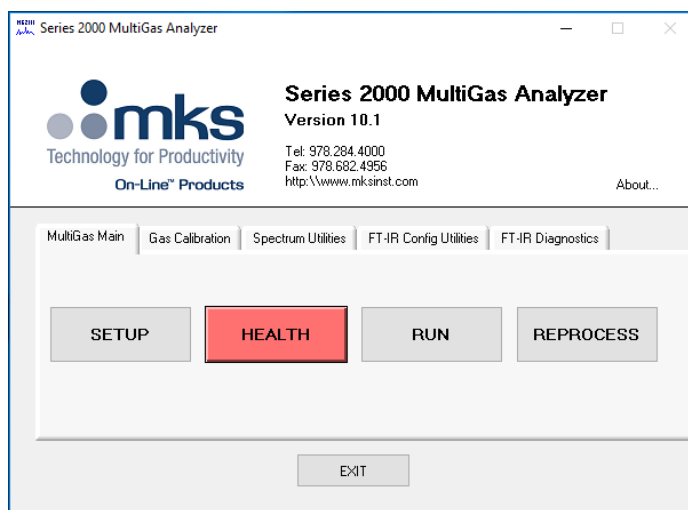 Series 2000 MultiGas Analyzer
mks
Technology for Productivity
On-Line™ Products
Series 2000 MultiGas Analyzer
Version 10.1
Tel: 978.284.4000
Fax: 978.682.4956
http:\\www.mksinst.com
About...
MultiGas Main
Gas Calibration
Spectrum Utilities
FT-IR Config Utilities
FT-IR Diagnostics
SETUP
HEALTH
RUN
REPROCESS
EXIT